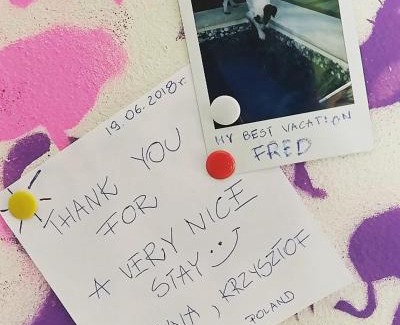 19.06.2018r.
THANK YOU
FOR
A VERY NICE
STAY :)
, KRZYSZTOF
POLAND
MY BEST VACATION
FRED